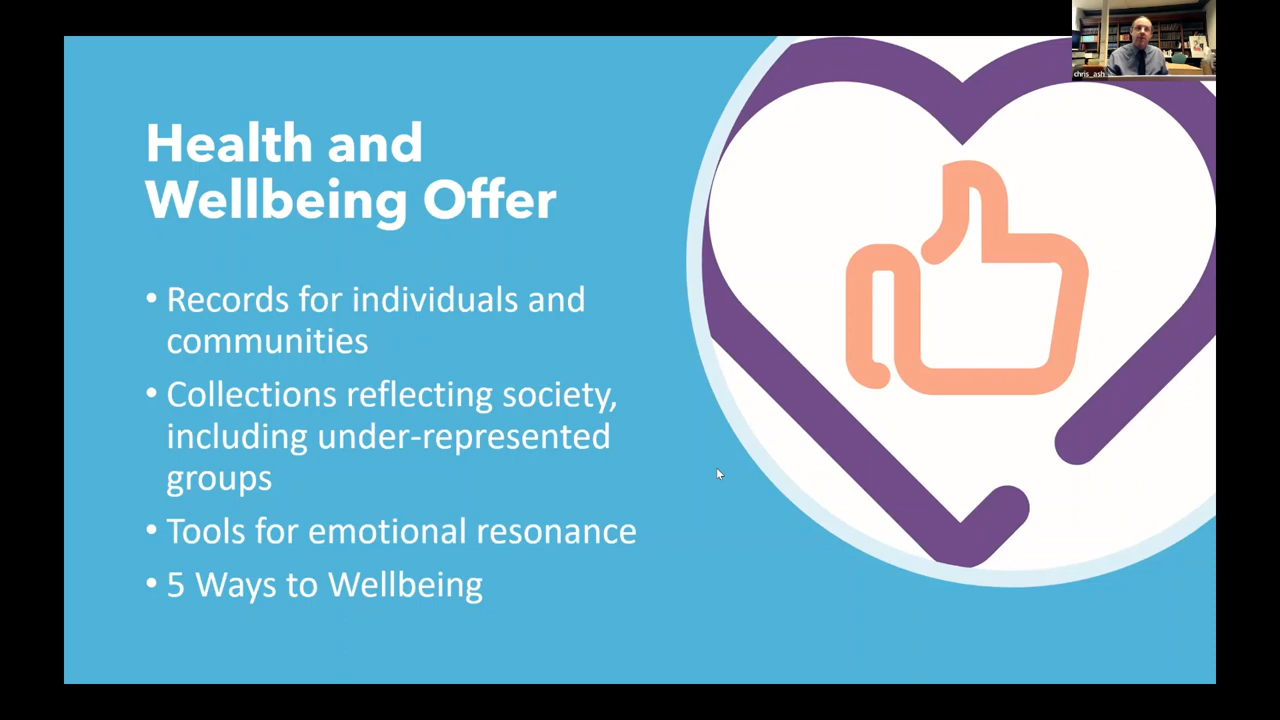 chris_ash
Health and
Wellbeing Offer
• Records for individuals and
communities
• Collections reflecting society,
including under-represented
groups
• Tools for emotional resonance
• 5 Ways to Wellbeing